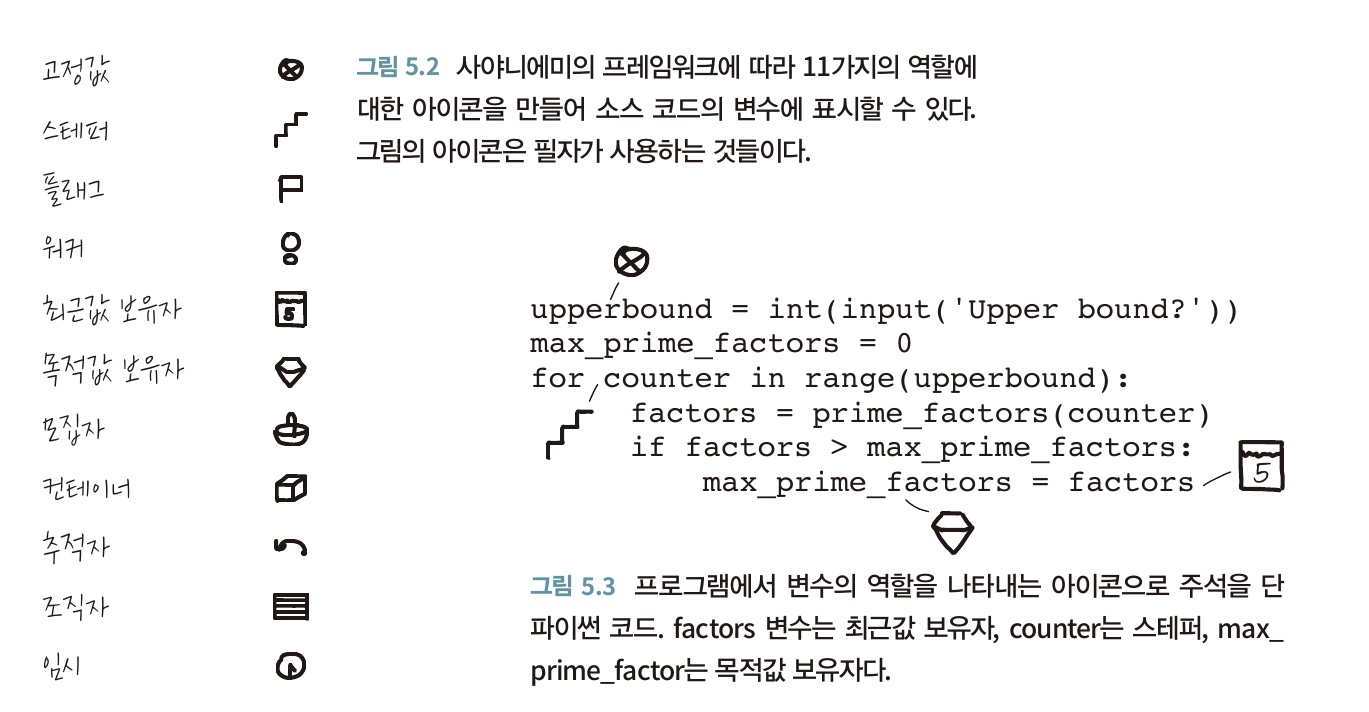 고정값
스테퍼
플래그
워커
최근값 보유자
목적값 보유자
모집자
컨테이너
추적자
조직자
임시
그림 5.2 사야니에미의 프레임워크에 따라 11가지의 역할에
대한 아이콘을 만들어 소스 코드의 변수에 표시할 수 있다.
그림의 아이콘은 필자가 사용하는 것들이다.
upperbound = int(input('Upper bound?'))
max_prime_factors = 0
for counter in range(upperbound):
factors = prime_factors(counter)
if factors > max_prime_factors:
max_prime_factors = factors
그림 5.3 프로그램에서 변수의 역할을 나타내는 아이콘으로 주석을 단
파이썬 코드. factors 변수는 최근값 보유자, counter는 스테퍼, max_
prime_factor는 목적값 보유자다.
5
5